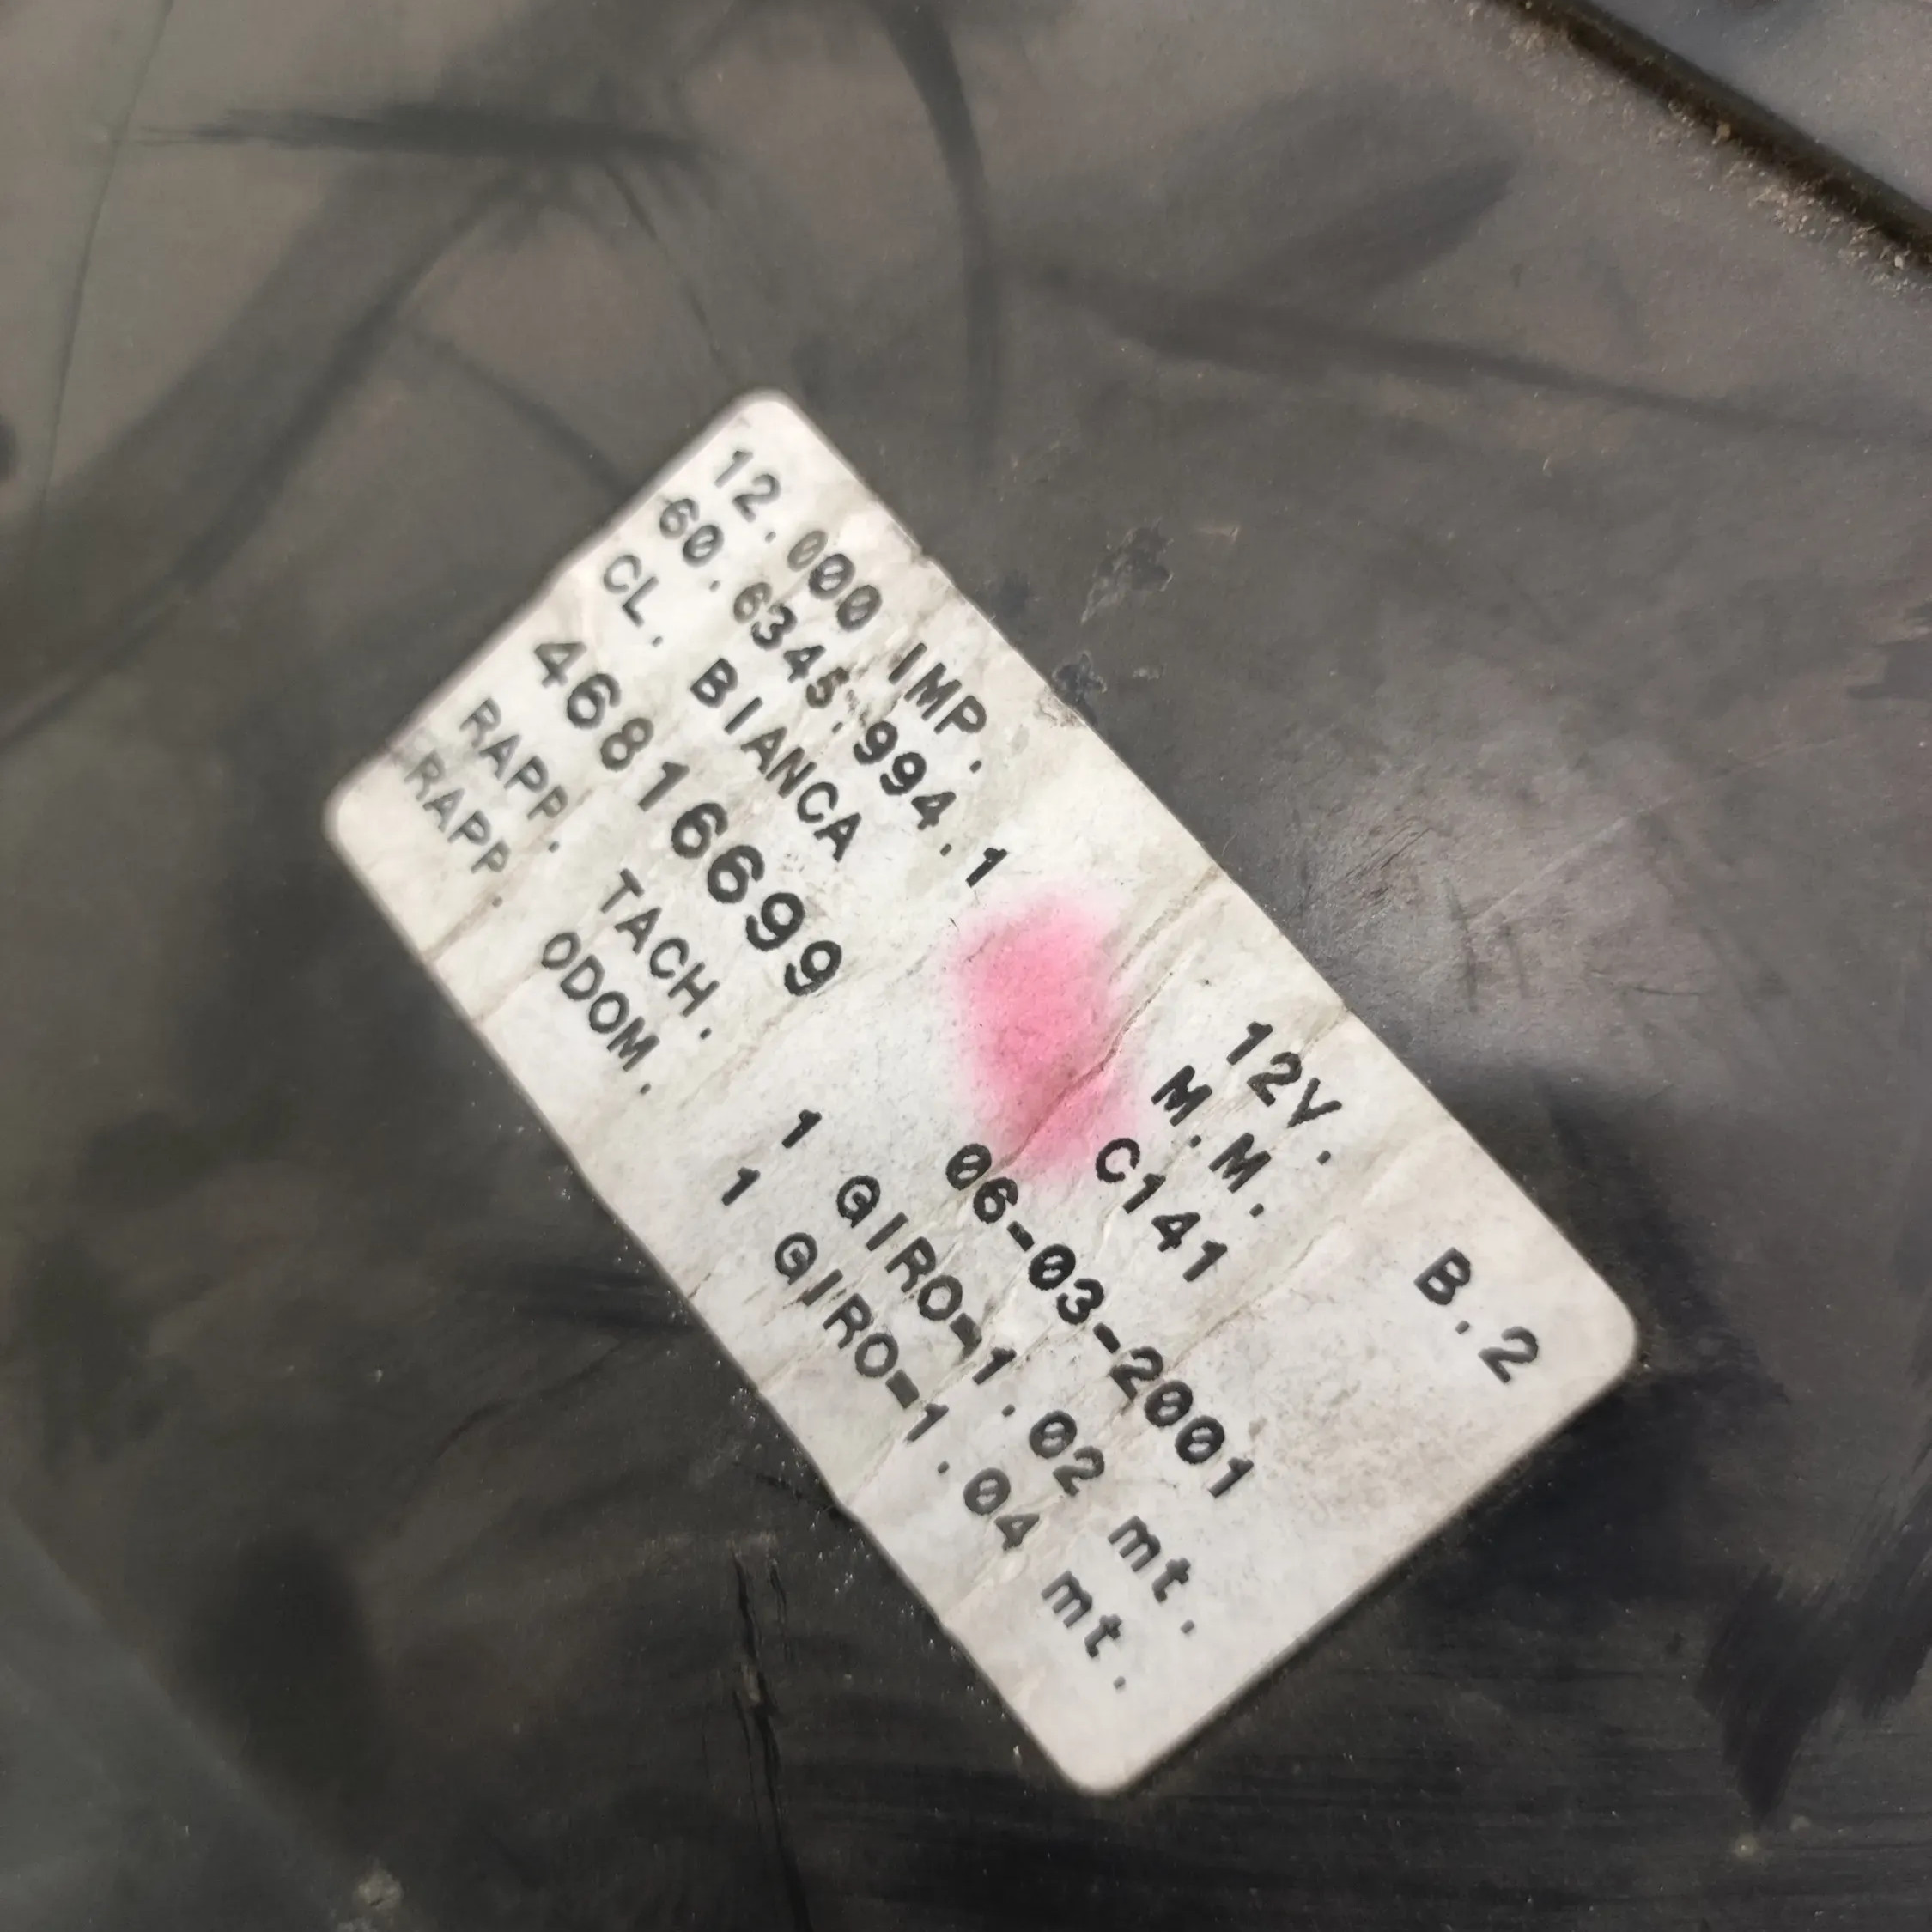 12.000 IMP. 12V. B.2
60.6345.994.1 M.M.
CL. BIANCA C141
46816699 06-03-2001
RAPP. TACH. 1 GIRO=1.02 mt.
RAPP. ODOM. 1 GIRO=1.04 mt.